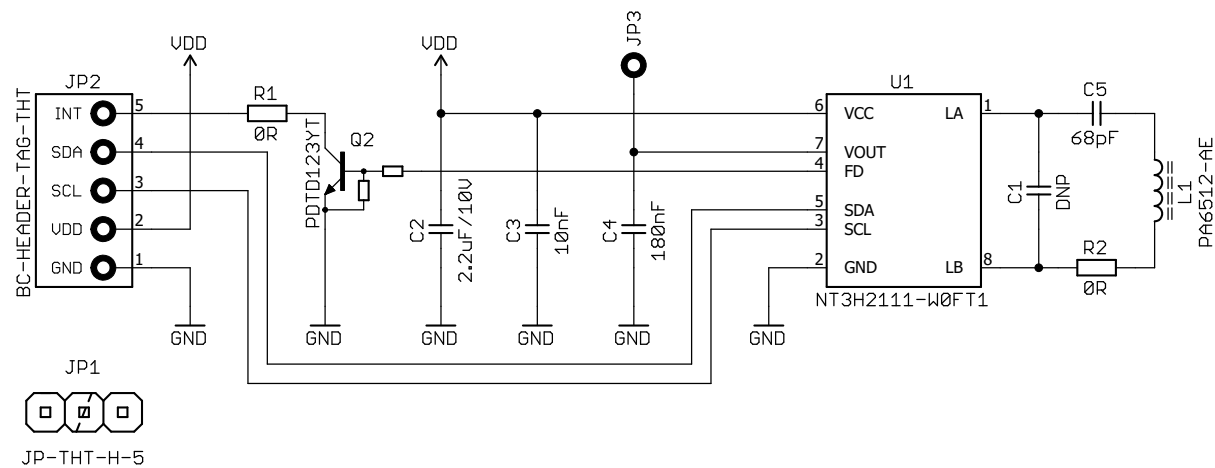 JP2
BC-HEADER-TAG-THT
INT
5
SDA
4
SCL
3
VDD
2
GND
1
VDD
R1
0R
Q2
PDTD123YT
GND
GND
VDD
C2
2.2uF/10V
GND
C3
10nF
GND
JP3
C4
180nF
GND
GND
U1
6
VCC
LA
1
7
VOUT
4
FD
5
SDA
3
SCL
2
GND
LB
8
NT3H2111-W0FT1
C5
68pF
C1
DNP
L1
PA6512-AE
R2
0R
JP1
JP-THT-H-5